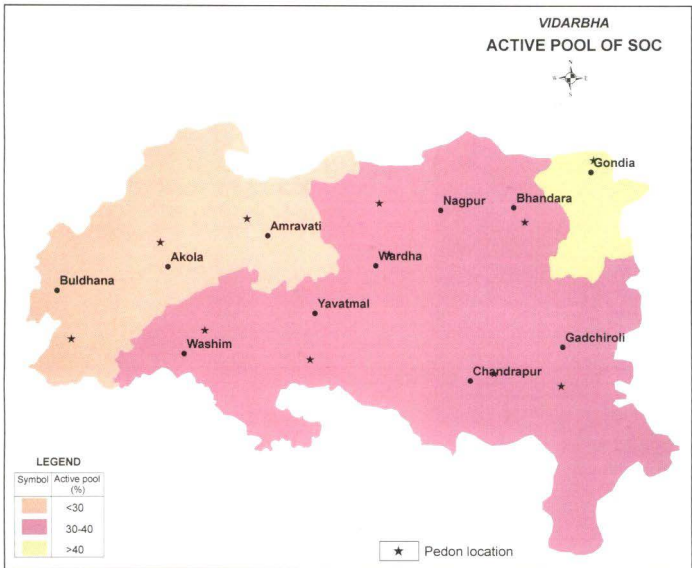 VIDARBHA
ACTIVE POOL OF SOC
N
W E
S
Gondia
Nagpur
Bhandara
Amravati
Akola
Wardha
Buldhana
Yavatmal
Washim
Gadchiroli
Chandrapur
LEGEND
Symbol Active pool (%)
<30
30-40
>40
Pedon location